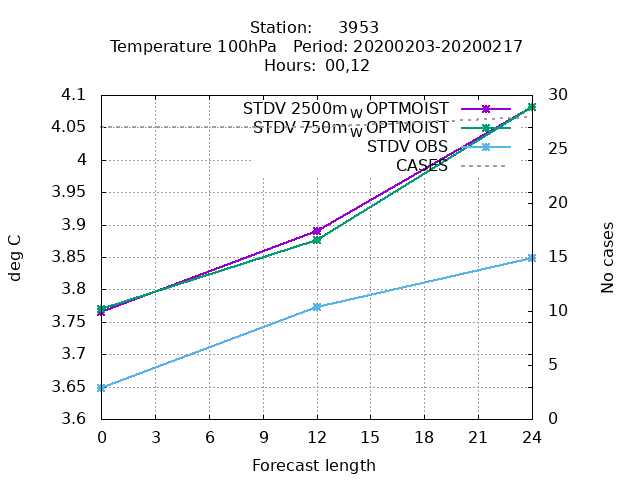 Station: 3953
Temperature 100hPa Period: 20200203-20200217
Hours: 00,12
4.1
4.05
4
3.95
3.9
3.85
3.8
3.75
3.7
3.65
3.6
deg C
STDV 2500m_W OPTMOIST
STDV 750m_W OPTMOIST
STDV OBS
CASES
30
25
20
15
10
5
0
No cases
0 3 6 9 12 15 18 21 24
Forecast length